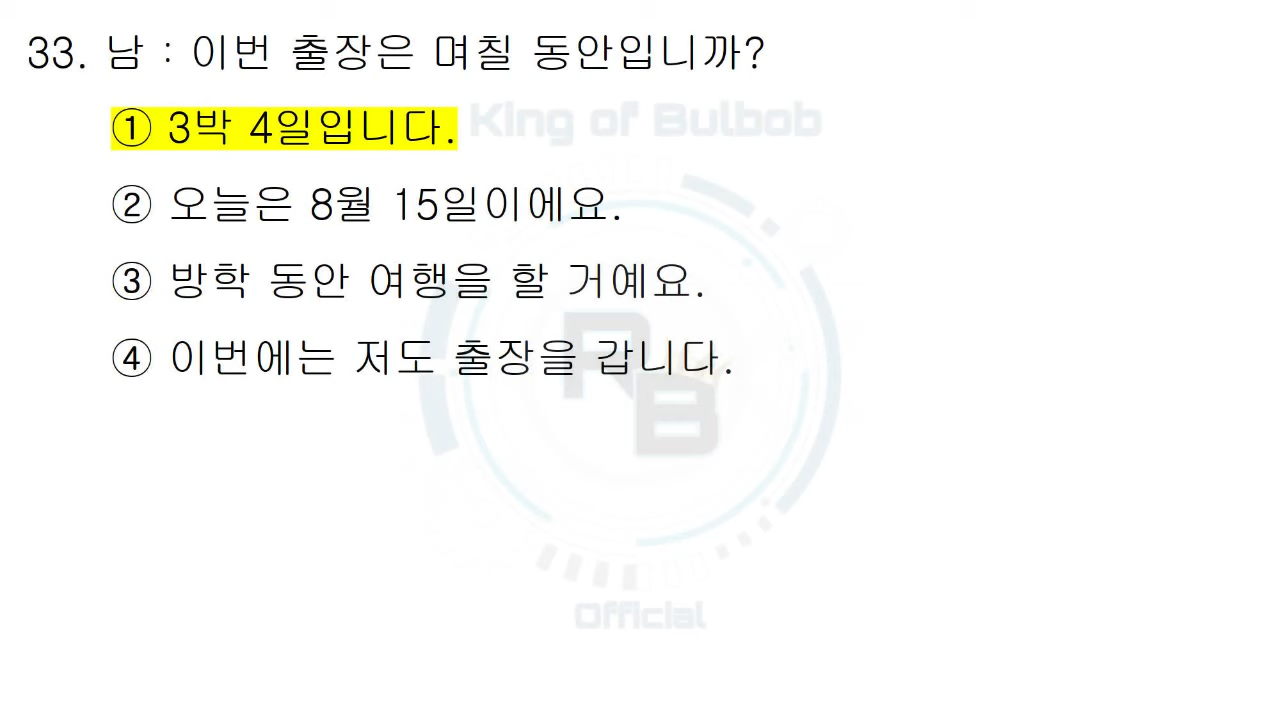 33. 남 : 이번 출장은 며칠 동안입니까?
① 3박 4일입니다.
King of Bulbob
② 오늘은 8월 15일이에요.
③ 방학 동안 여행을 할 거예요.
④ 이번에는 저도 출장을 갑니다.
RB
Official